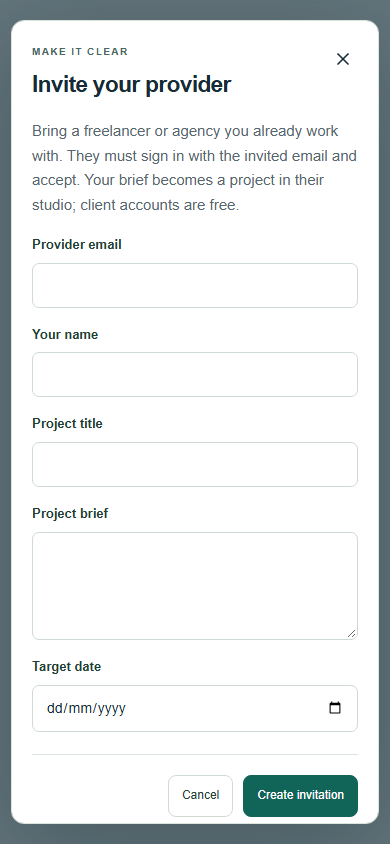 MAKE IT CLEAR
Invite your provider
Bring a freelancer or agency you already work
with. They must sign in with the invited email and
accept. Your brief becomes a project in their
studio; client accounts are free.
Provider email
Your name
Project title
Project brief
Target date
dd/mm/yyyy
Cancel
Create invitation